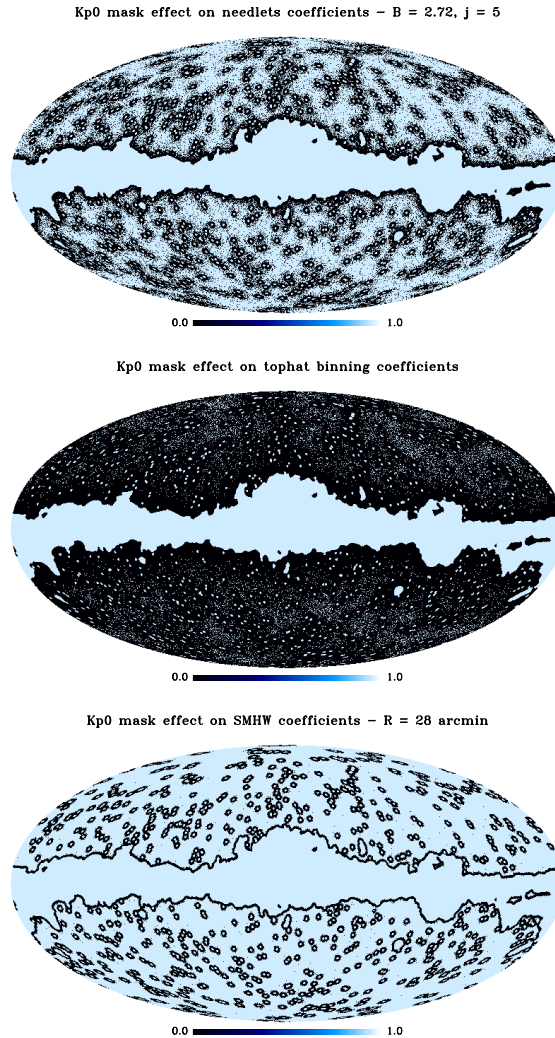 Kp0 mask effect on needlets coefficients - B = 2.72, j = 5
0.0 1.0
Kp0 mask effect on tophat binning coefficients
0.0 1.0
Kp0 mask effect on SMHW coefficients - R = 28 arcmin
0.0 1.0